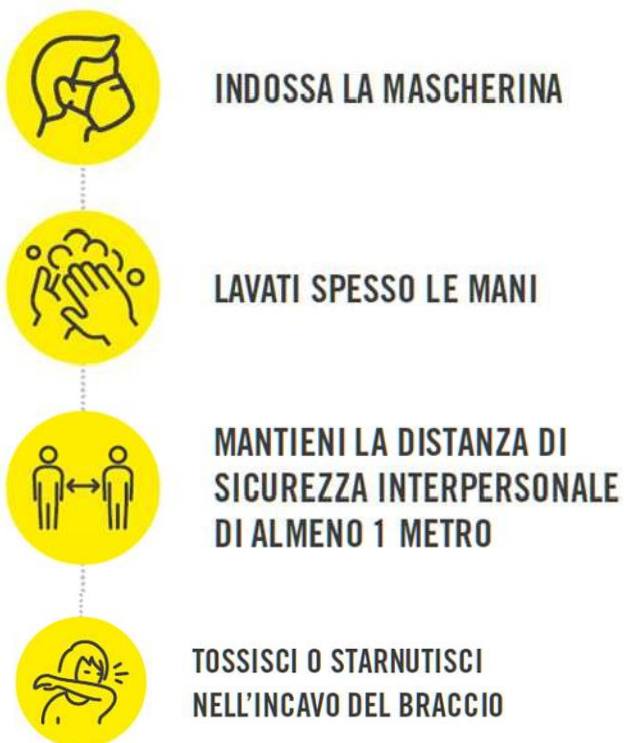 INDOSSA LA MASCHERINA
LAVATI SPESSO LE MANI
MANTIENI LA DISTANZA DI
SICUREZZA INTERPERSONALE
DI ALMENO 1 METRO
TOSSISCI O STARNUTISCI
NELL'INCAVO DEL BRACCIO